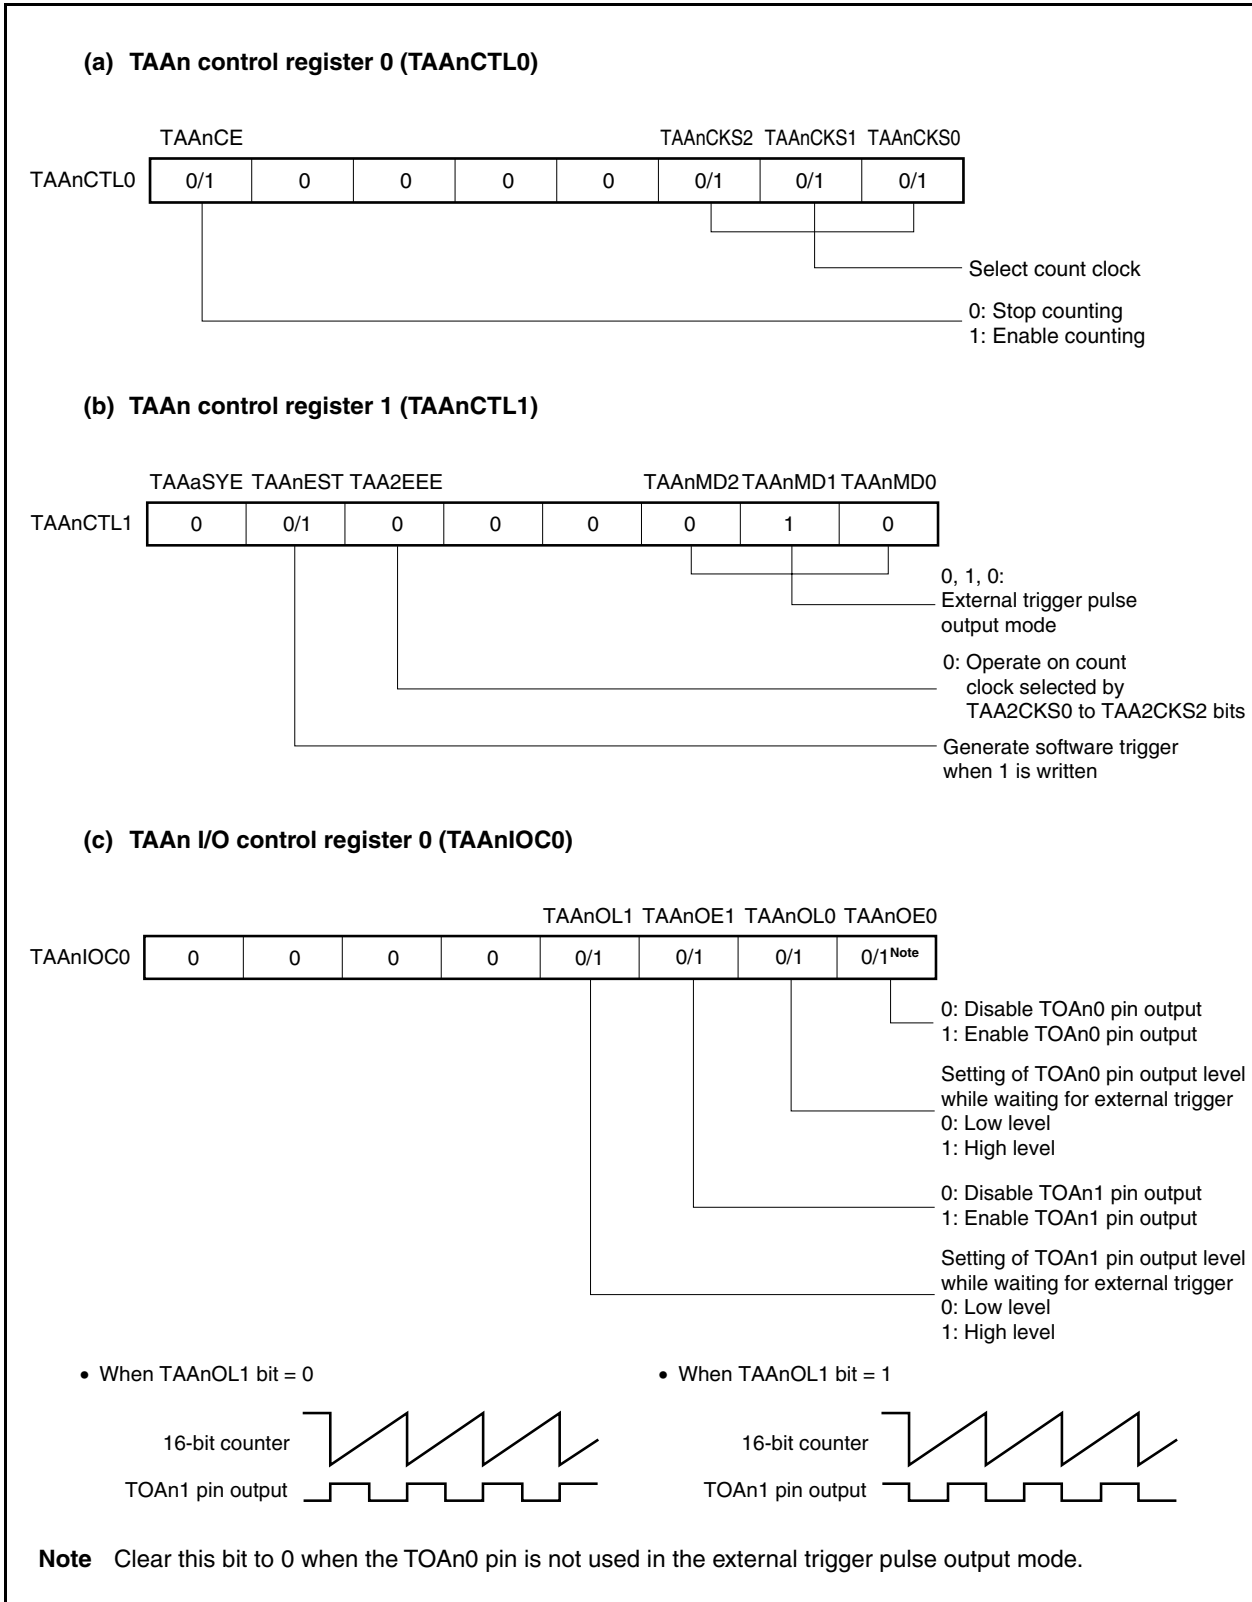 (a) TAAn control register 0 (TAAnCTL0)
TAAnCE TAAnCKS2 TAAnCKS1 TAAnCKS0
TAAnCTL0 0/1 0 0 0 0 0/1 0/1 0/1
Select count clock
0: Stop counting
1: Enable counting
(b) TAAn control register 1 (TAAnCTL1)
TAAaSYE TAAnEST TAA2EEE TAAnMD2 TAAnMD1 TAAnMD0
TAAnCTL1 0 0/1 0 0 0 0 1 0
0, 1, 0:
External trigger pulse
output mode
0: Operate on count
clock selected by
TAA2CKS0 to TAA2CKS2 bits
Generate software trigger
when 1 is written
(c) TAAn I/O control register 0 (TAAnIOC0)
TAAnOL1 TAAnOE1 TAAnOL0 TAAnOE0
TAAnIOC0 0 0 0 0 0/1 0/1 0/1 0/1Note
0: Disable TOAn0 pin output
1: Enable TOAn0 pin output
Setting of TOAn0 pin output level
while waiting for external trigger
0: Low level
1: High level
0: Disable TOAn1 pin output
1: Enable TOAn1 pin output
Setting of TOAn1 pin output level
while waiting for external trigger
0: Low level
1: High level
• When TAAnOL1 bit = 0
16-bit counter
TOAn1 pin output
• When TAAnOL1 bit = 1
16-bit counter
TOAn1 pin output
Note Clear this bit to 0 when the TOAn0 pin is not used in the external trigger pulse output mode.